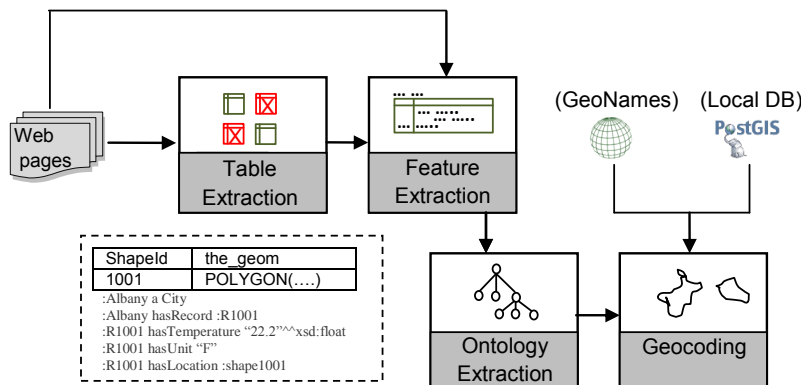 (GeoNames) (Local DB)
PostGIS
Web
pages
Table
Extraction
Feature
Extraction
ShapeId the_geom
1001 POLYGON(....)
:Albany a City
:Albany hasRecord :R1001
:R1001 hasTemperature “22.2”^^xsd:float
:R1001 hasUnit “F”
:R1001 hasLocation :shape1001
Ontology
Extraction
Geocoding